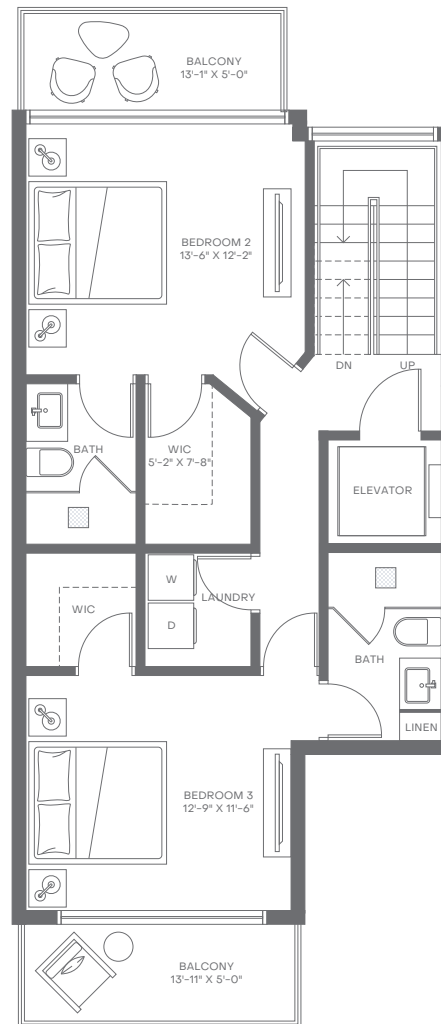 BALCONY
13'-1" X 5'-0"
BEDROOM 2
13'-6" X 12'-2"
DN
UP
BATH
WIC
5'-2" X 7'-8"
ELEVATOR
W
LAUNDRY
WIC
D
BATH
LINEN
BEDROOM 3
12'-9" X 11'-6"
BALCONY
13'-11" X 5'-0"